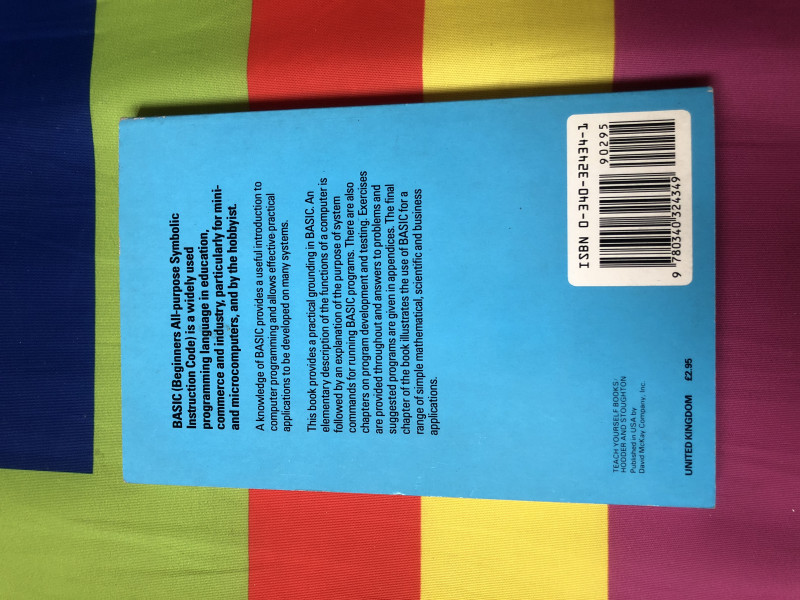 BASIC (Beginners All-purpose Symbolic
Instruction Code) is a widely used
programming language in education,
commerce and industry, particularly for mini-
and microcomputers, and by the hobbyist.
A knowledge of BASIC provides a useful introduction to
computer programming and allows effective practical
applications to be developed on many systems.
This book provides a practical grounding in BASIC. An
elementary description of the functions of a computer is
followed by an explanation of the purpose of system
commands for running BASIC programs. There are also
chapters on program development and testing. Exercises
are provided throughout and answers to problems and
suggested programs are given in appendices. The final
chapter of the book illustrates the use of BASIC for a
range of simple mathematical, scientific and business
applications.
ISBN 0-340-32434-1
90295
9 780340 324349
TEACH YOURSELF BOOKS/
HODDER AND STOUGHTON
Published in USA by
David McKay Company, Inc.
UNITED KINGDOM £2.95